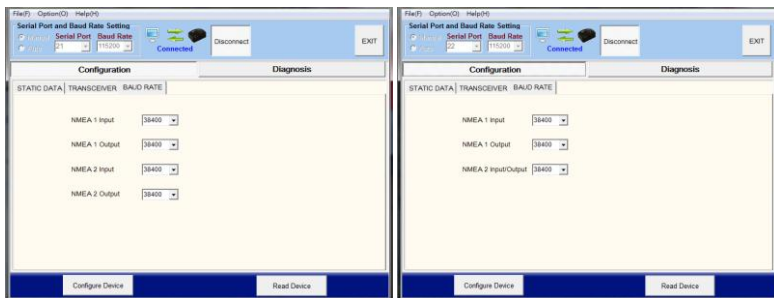 File(F) Option(O) Help(H)
Serial Port and Baud Rate Setting
Serial Port Baud Rate
21 115200
Connected
Disconnect
EXIT
Configuration Diagnosis
STATIC DATA TRANSCEIVER BAUD RATE
NMEA 1 Input 38400
NMEA 1 Output 38400
NMEA 2 Input 38400
NMEA 2 Output 38400
Configure Device Read Device
File(F) Option(O) Help(H)
Serial Port and Baud Rate Setting
Serial Port Baud Rate
22 115200
Connected
Disconnect
EXIT
Configuration Diagnosis
STATIC DATA TRANSCEIVER BAUD RATE
NMEA 1 Input 38400
NMEA 1 Output 38400
NMEA 2 Input/Output 38400
Configure Device Read Device